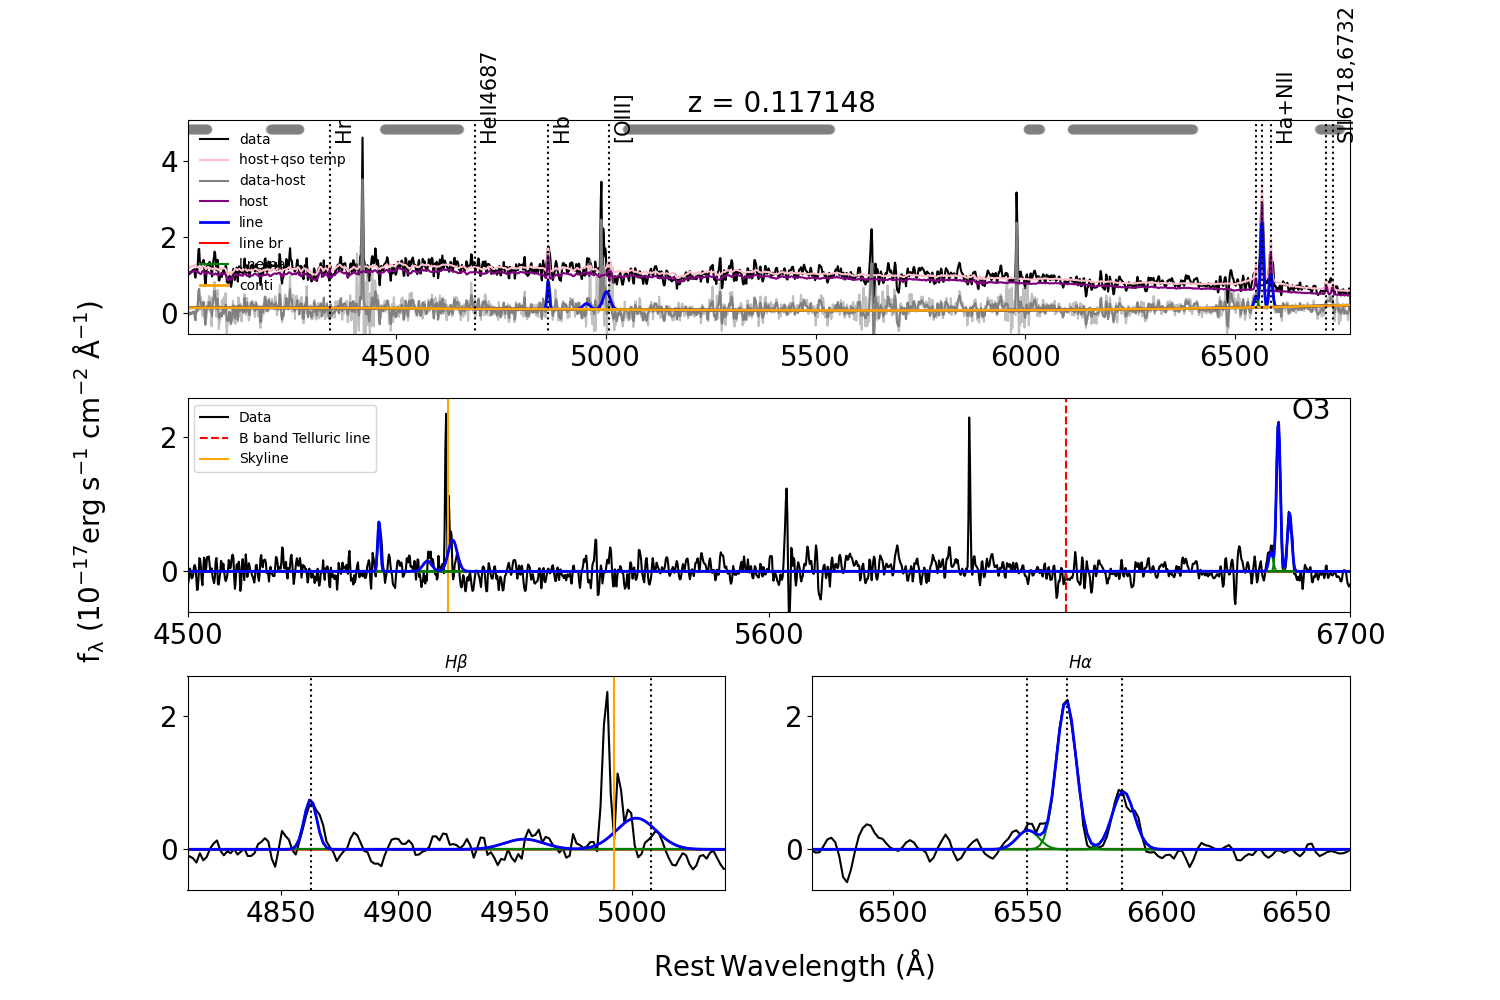 z = 0.117148
Hr
HeII4687
Hb
[OIII]
Ha+NII
SII6718,6732
data
host+qso temp
data-host
host
line
line br
conti
4
2
0
4500
5000
5500
6000
6500
fλ (10⁻¹⁷erg s⁻¹ cm⁻² Å⁻¹)
Data
B band Telluric line
Skyline
O3
2
0
4500
5600
6700
Hβ
2
0
4850
4900
4950
5000
Hα
2
0
6500
6550
6600
6650
Rest Wavelength (Å)